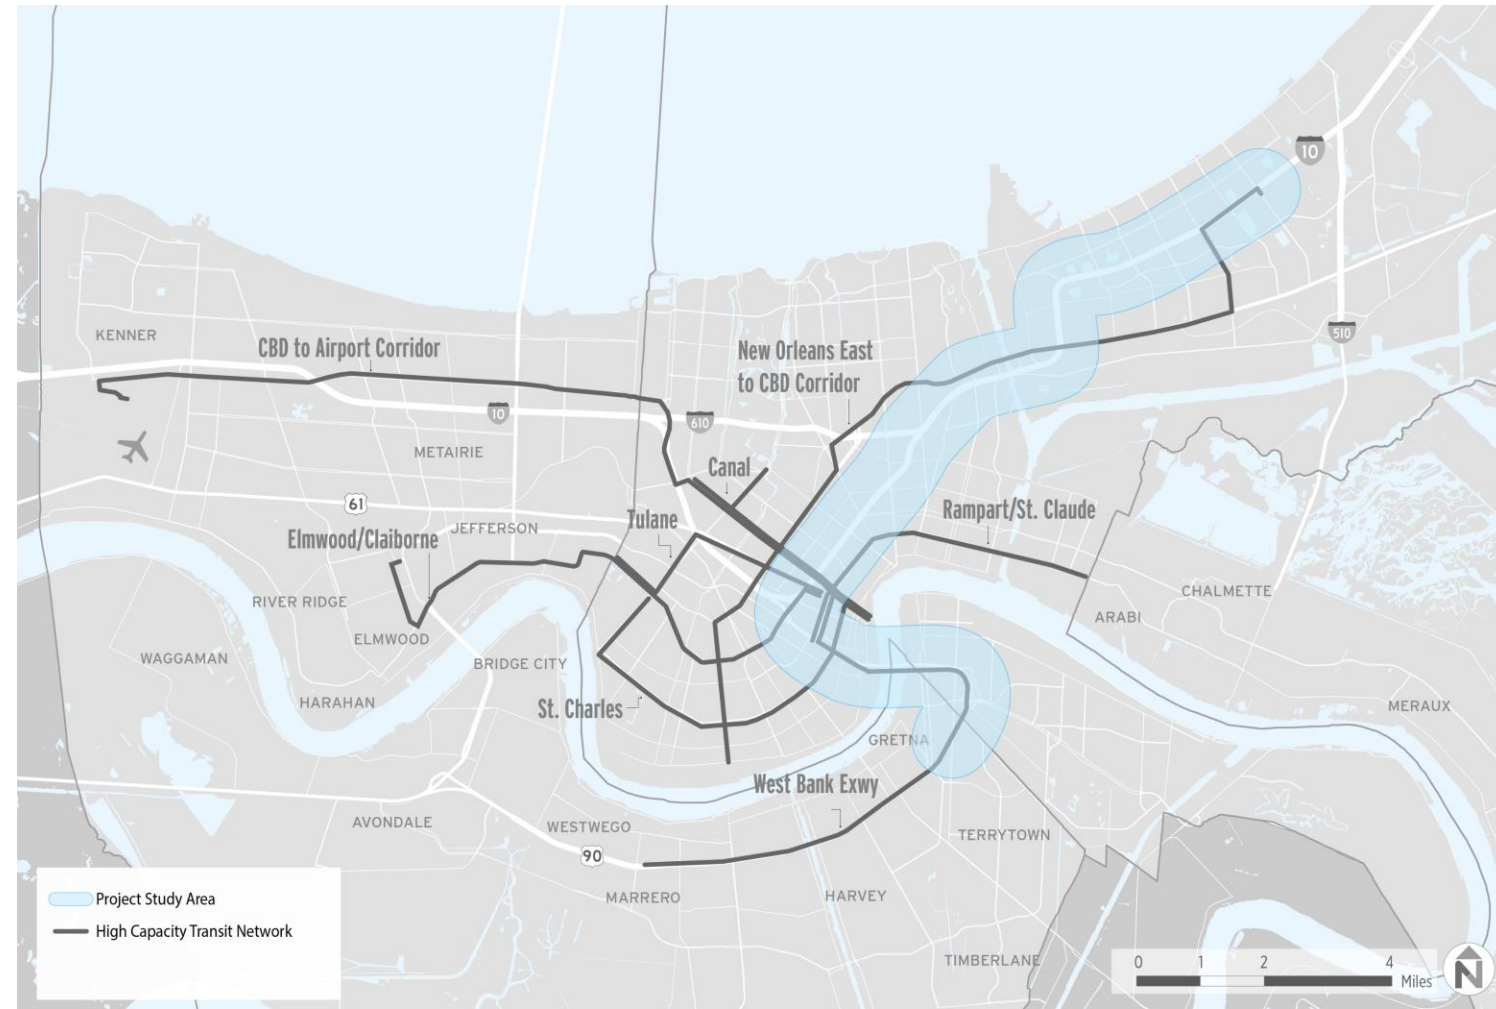 10
KENNER
CBD to Airport Corridor
510
New Orleans East
to CBD Corridor
10
610
METAIRIE
Canal
61
Tulane
Rampart/St. Claude
JEFFERSON
Elmwood/Claiborne
RIVER RIDGE
CHALMETTE
ARABI
ELMWOOD
WAGGAMAN
BRIDGE CITY
HARAHAN
St. Charles
MERAUX
GRETNA
West Bank Exwy
AVONDALE
WESTWEGO
TERRYTOWN
90
MARRERO
HARVEY
Project Study Area
High Capacity Transit Network
TIMBERLANE
0 1 2 4
Miles
N